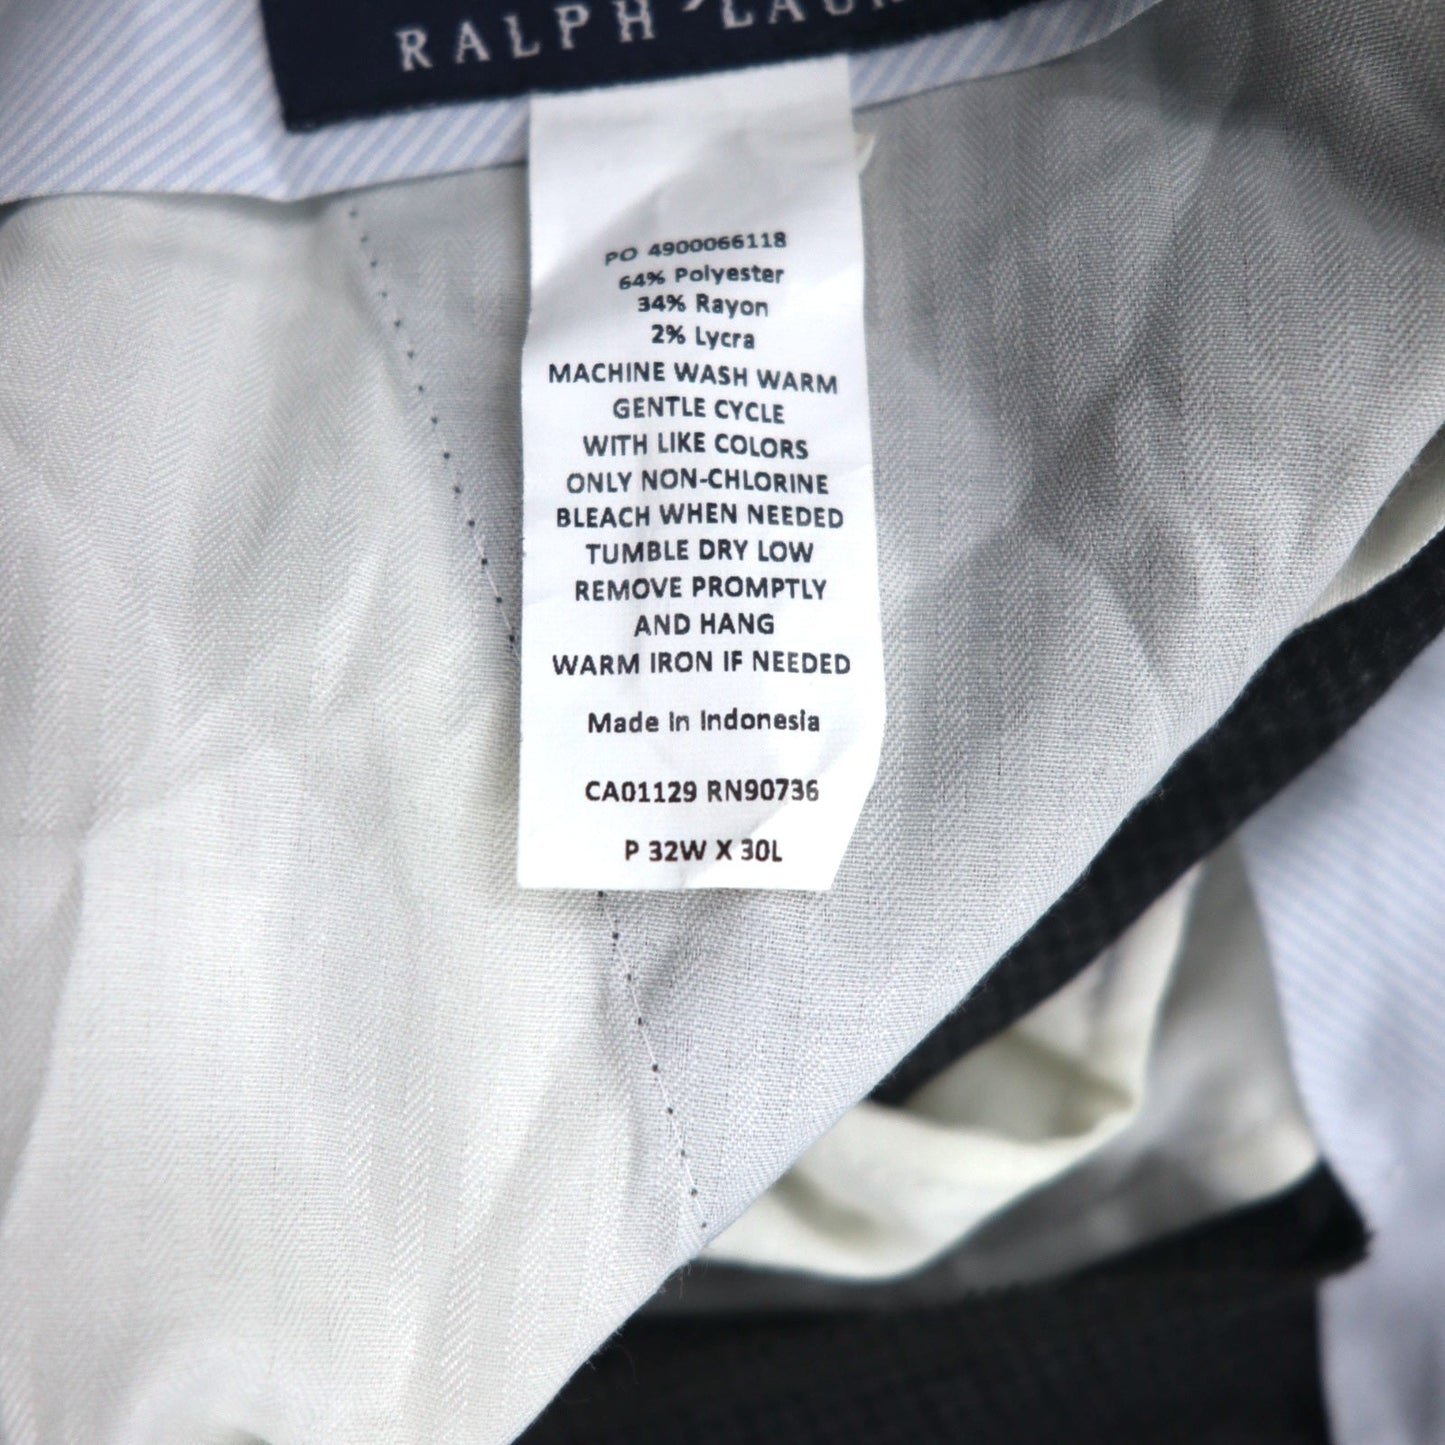 RALPH
PO 4900066118
64% Polyester
34% Rayon
2% Lycra
MACHINE WASH WARM
GENTLE CYCLE
WITH LIKE COLORS
ONLY NON-CHLORINE
BLEACH WHEN NEEDED
TUMBLE DRY LOW
REMOVE PROMPTLY
AND HANG
WARM IRON IF NEEDED
Made In Indonesia
CA01129 RN90736
P 32W X 30L